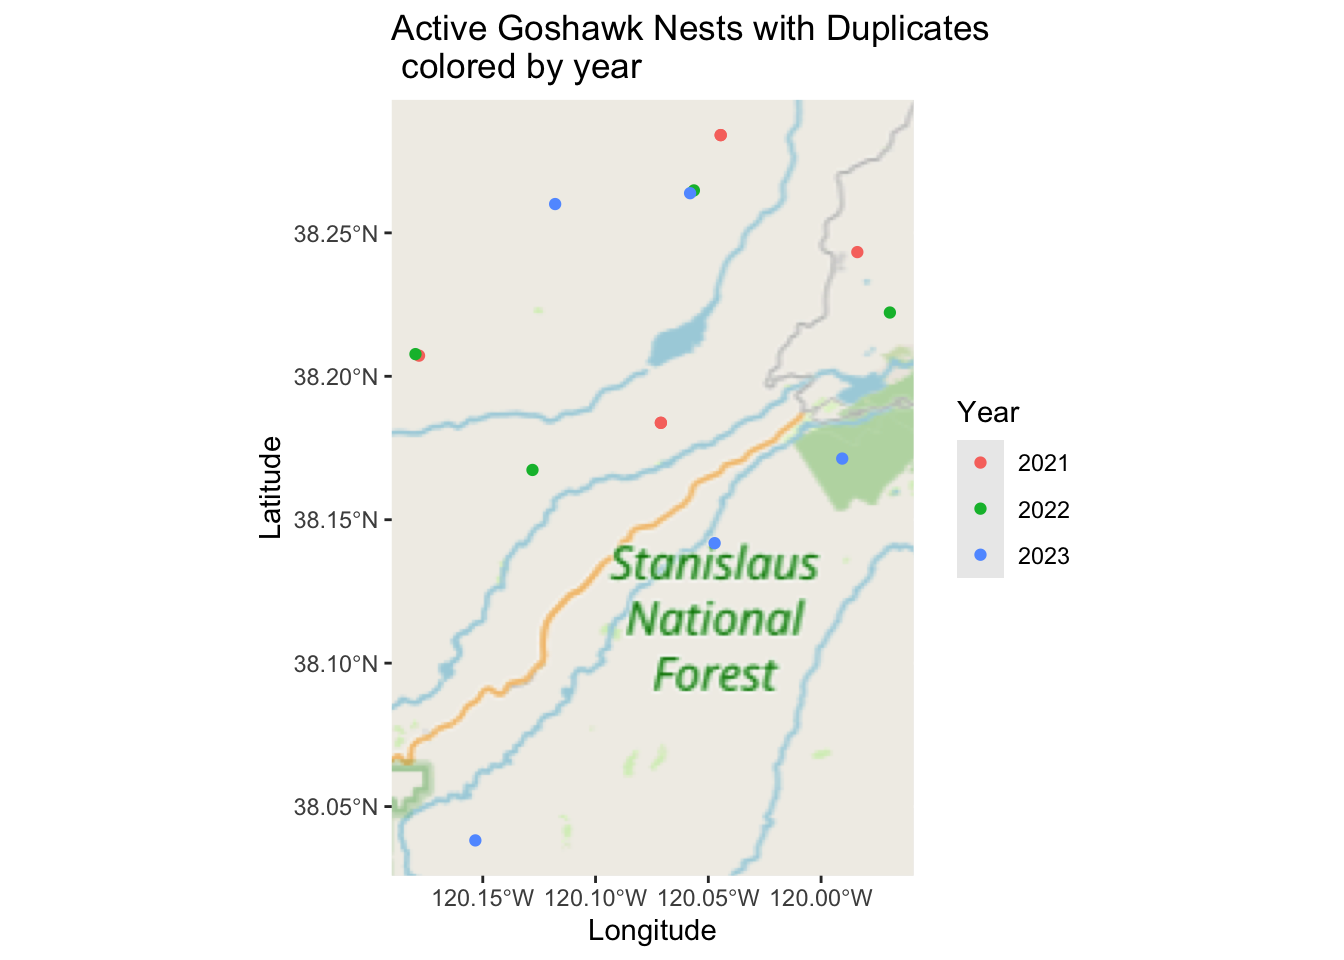 Active Goshawk Nests with Duplicates
colored by year
38.25°N
38.20°N
38.15°N
38.10°N
38.05°N
Latitude
Stanislaus
National
Forest
120.15°W 120.10°W 120.05°W 120.00°W
Longitude
Year
2021
2022
2023